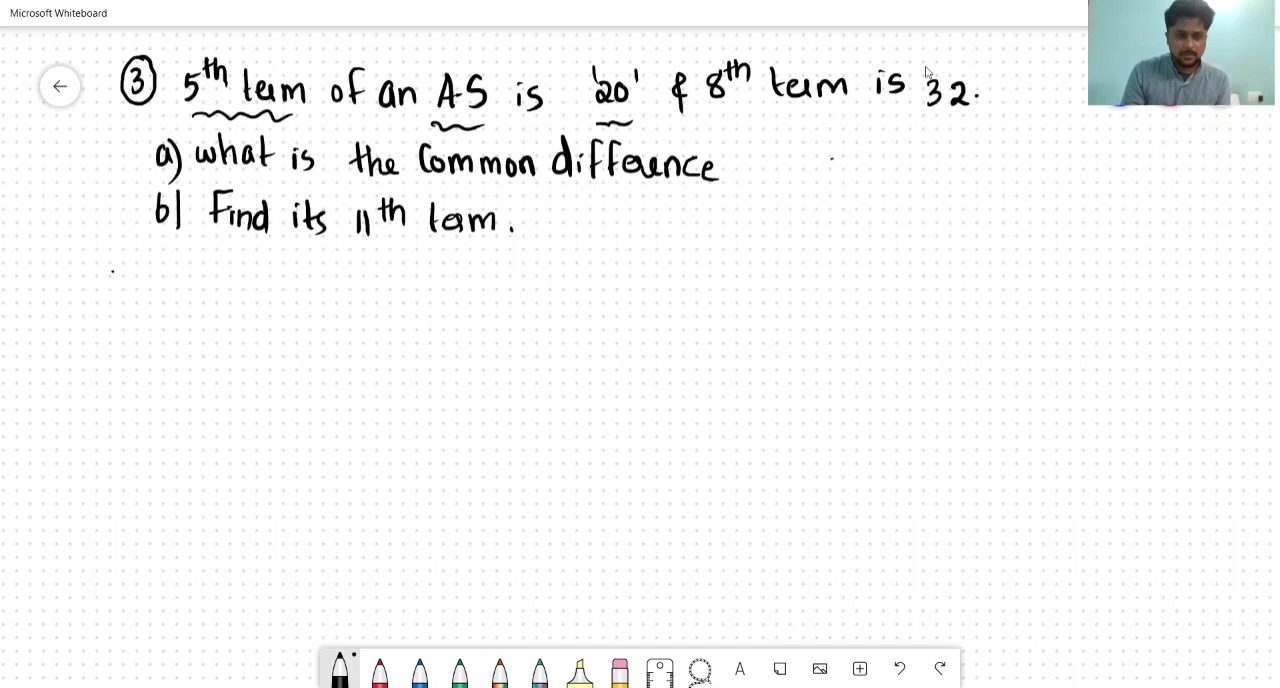 Microsoft Whiteboard
③ 5th term of an AS is '20' & 8th term is 32.
a) what is the Common difference
b) Find its 11th term.
A